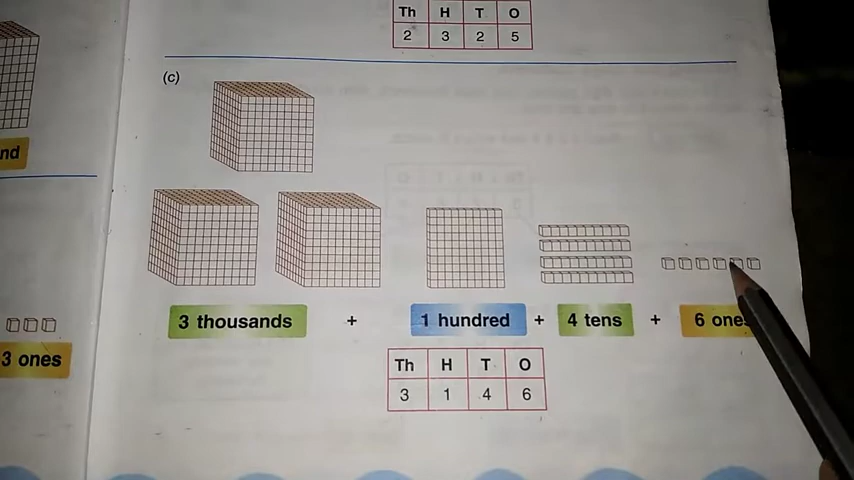 Th H T O
2 3 2 5
(c)
nd
3 thousands + 1 hundred + 4 tens + 6 ones
3 ones
Th H T O
3 1 4 6